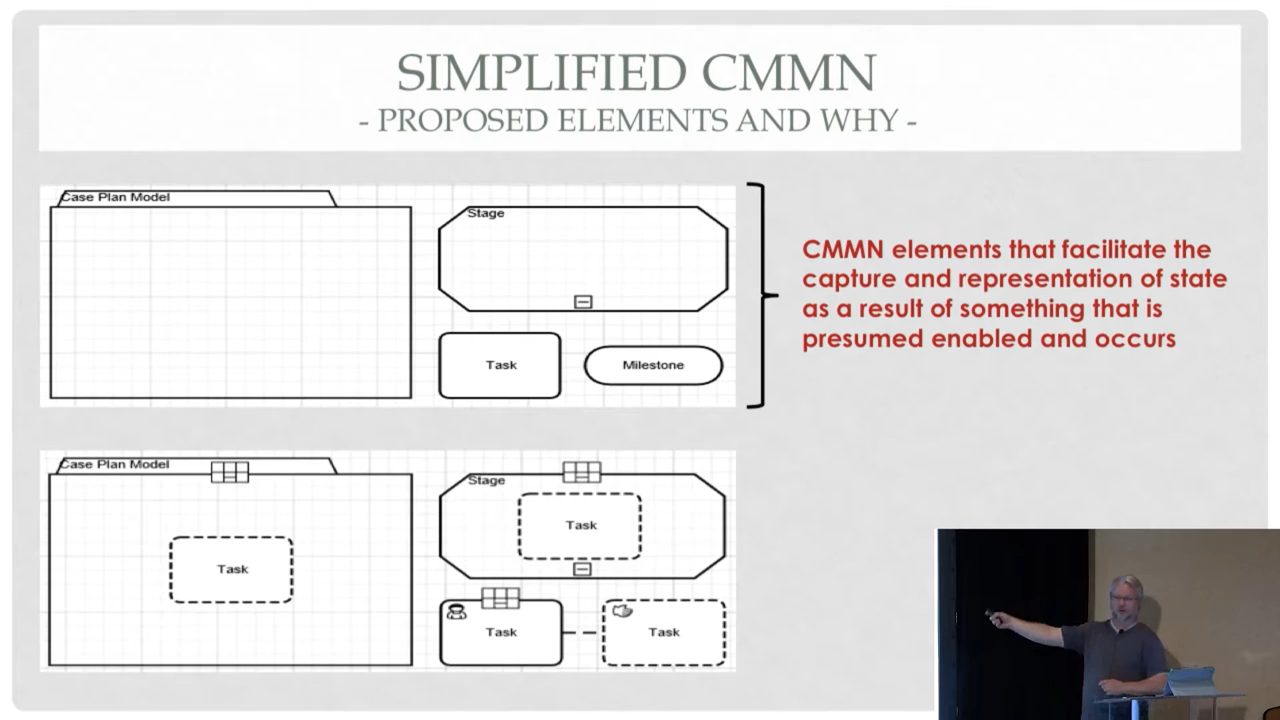 SIMPLIFIED CMMN
- PROPOSED ELEMENTS AND WHY -
Case Plan Model
Stage
Task
Milestone
CMMN elements that facilitate the
capture and representation of state
as a result of something that is
presumed enabled and occurs
Case Plan Model
Task
Stage
Task
Task
Task